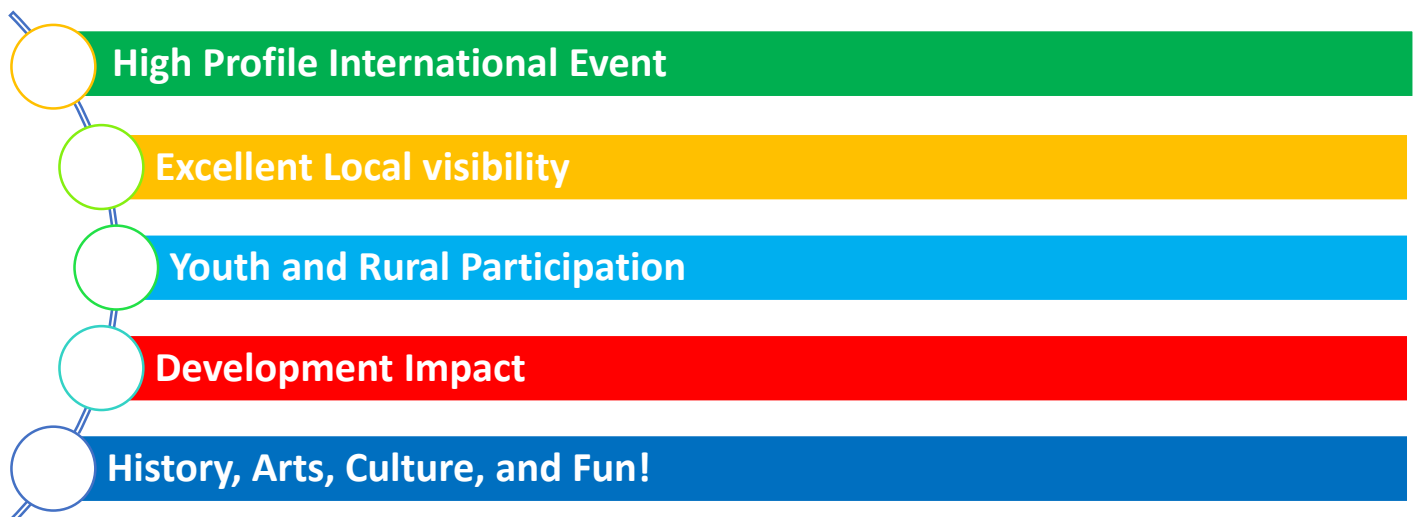 High Profile International Event
Excellent Local visibility
Youth and Rural Participation
Development Impact
History, Arts, Culture, and Fun!